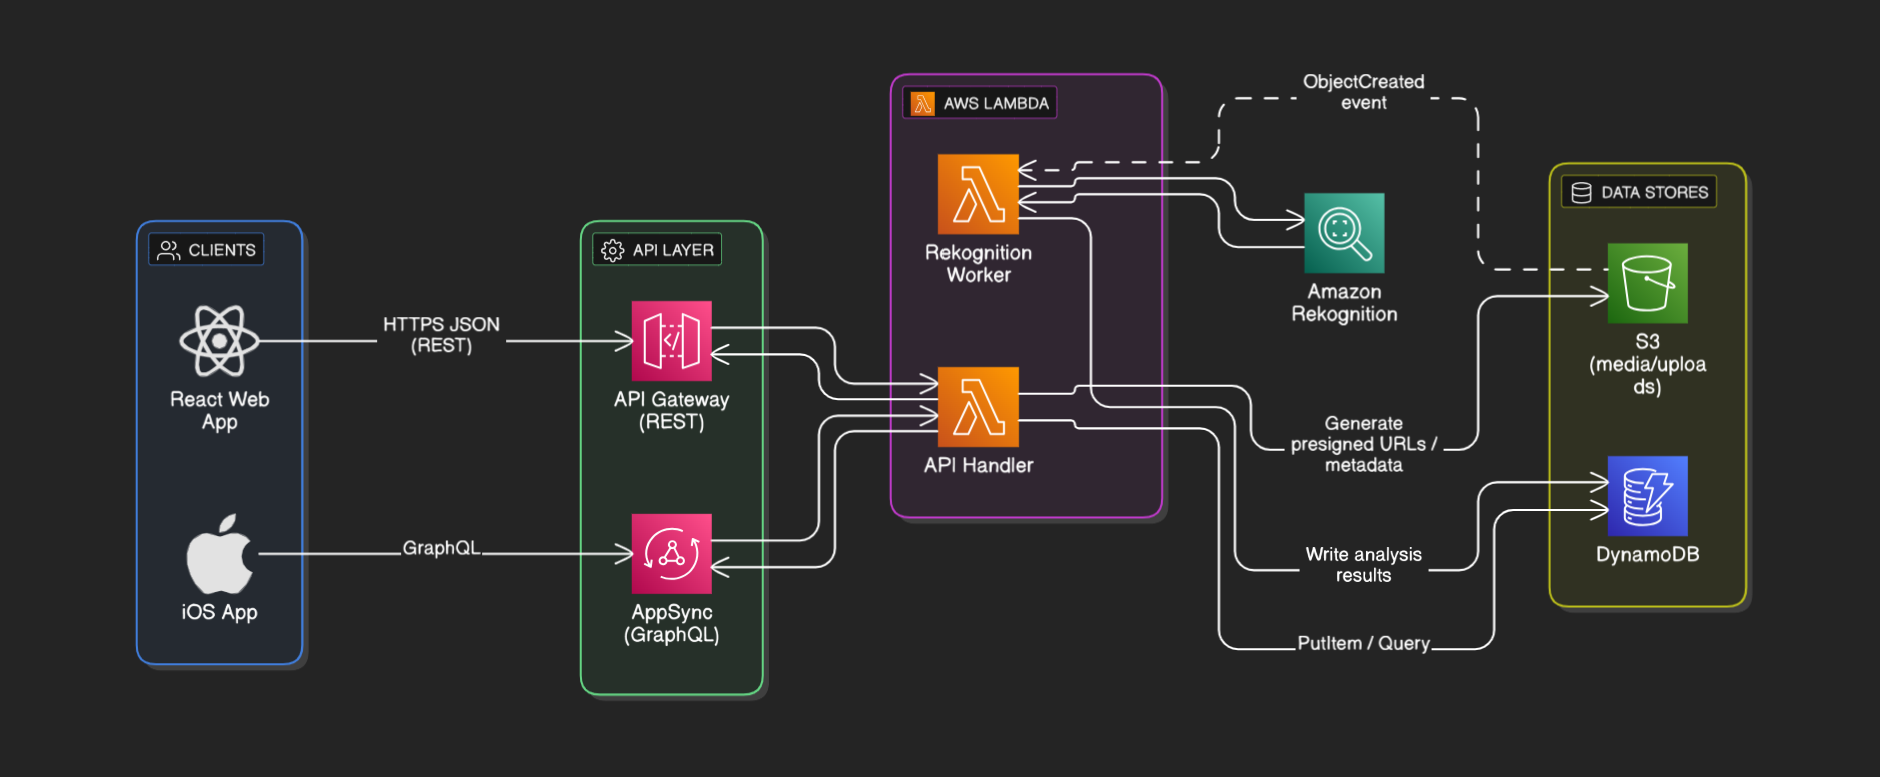 CLIENTS
React Web
App
iOS App
HTTPS JSON
(REST)
GraphQL
API LAYER
API Gateway
(REST)
AppSync
(GraphQL)
AWS LAMBDA
Rekognition
Worker
API Handler
ObjectCreated
event
Amazon
Rekognition
Generate
presigned URLs /
metadata
Write analysis
results
PutItem / Query
DATA STORES
S3
(media/uploa
ds)
DynamoDB